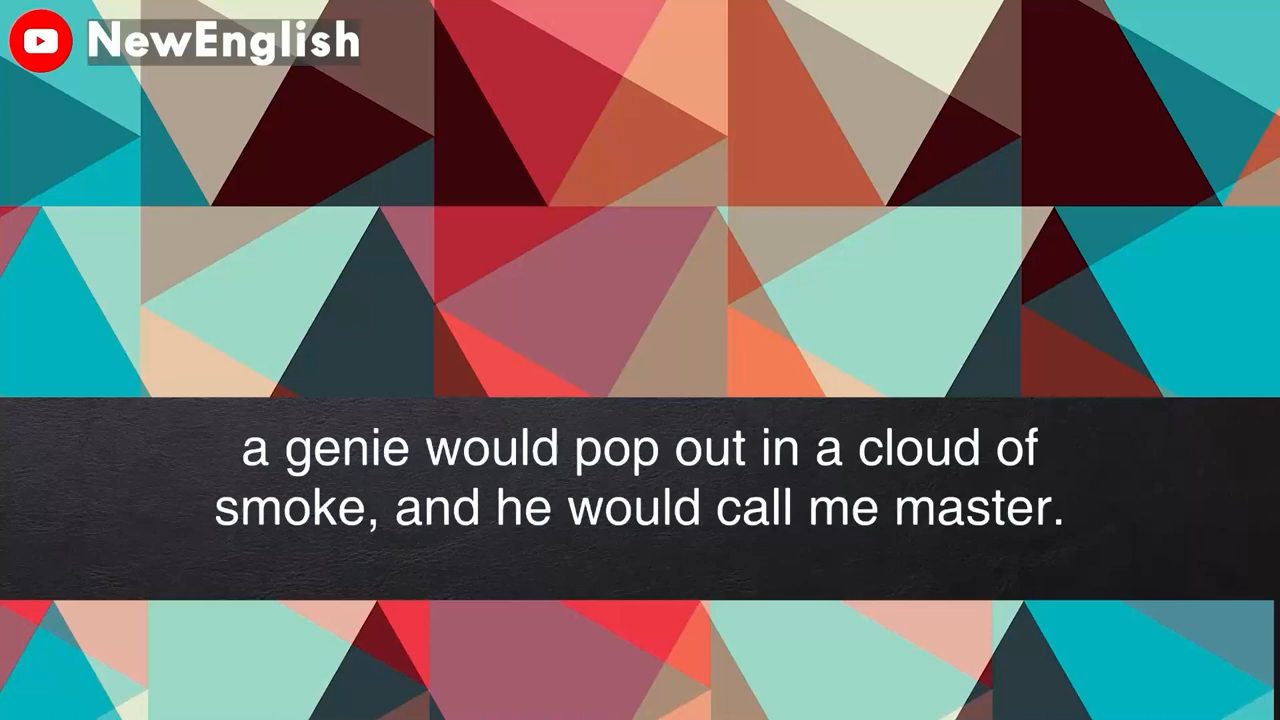 NewEnglish
a genie would pop out in a cloud of
smoke, and he would call me master.